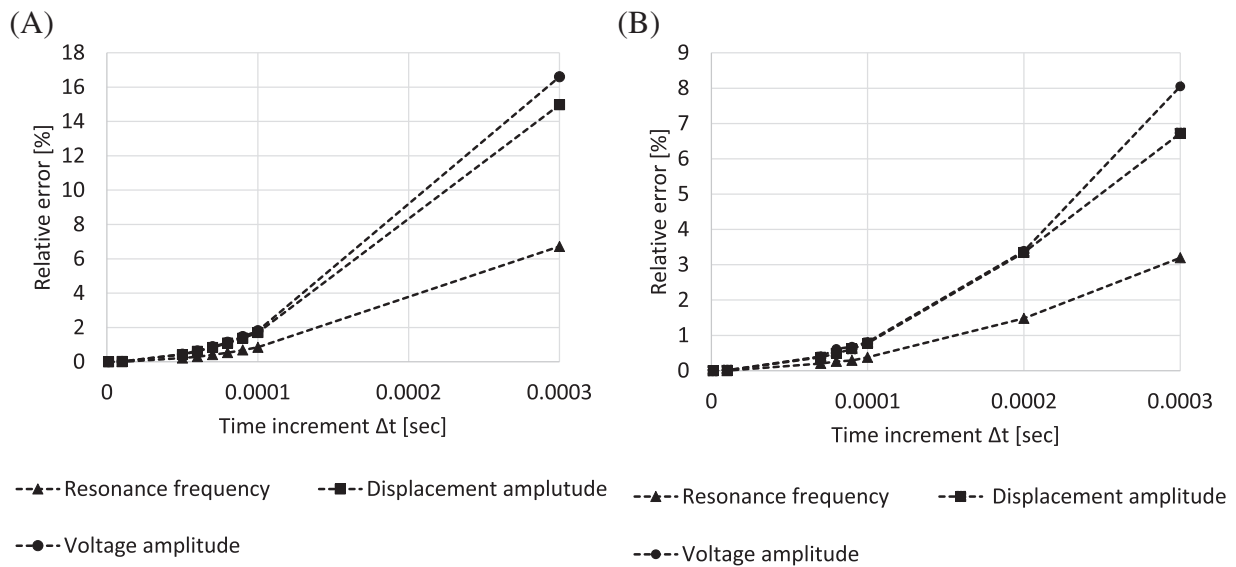 (A)
18
16
14
12
10
8
6
4
2
0
Relative error [%]
0 0.0001 0.0002 0.0003
Time increment Δt [sec]
Resonance frequency Displacement amplutude
Voltage amplitude
(B)
9
8
7
6
5
4
3
2
1
0
Relative error [%]
0 0.0001 0.0002 0.0003
Time increment Δt [sec]
Resonance frequency Displacement amplitude
Voltage amplitude